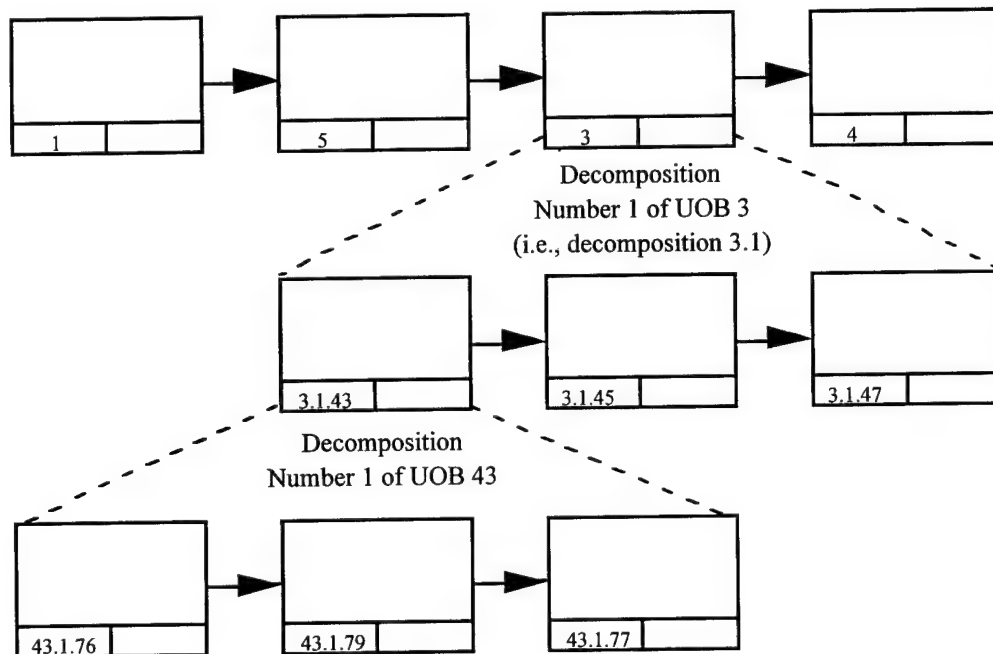 1
5
3
4
Decomposition
Number 1 of UOB 3
(i.e., decomposition 3.1)
3.1.43
3.1.45
3.1.47
Decomposition
Number 1 of UOB 43
43.1.76
43.1.79
43.1.77